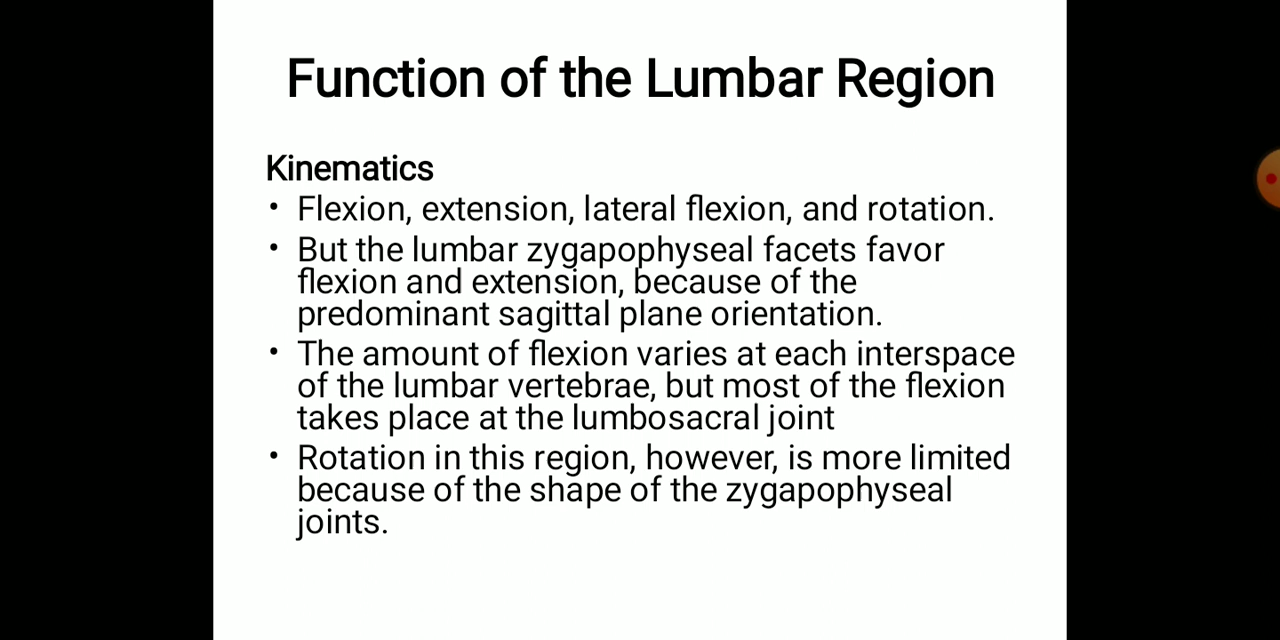 Function of the Lumbar Region
Kinematics
• Flexion, extension, lateral flexion, and rotation.
• But the lumbar zygapophyseal facets favor
flexion and extension, because of the
predominant sagittal plane orientation.
• The amount of flexion varies at each interspace
of the lumbar vertebrae, but most of the flexion
takes place at the lumbosacral joint
• Rotation in this region, however, is more limited
because of the shape of the zygapophyseal
joints.